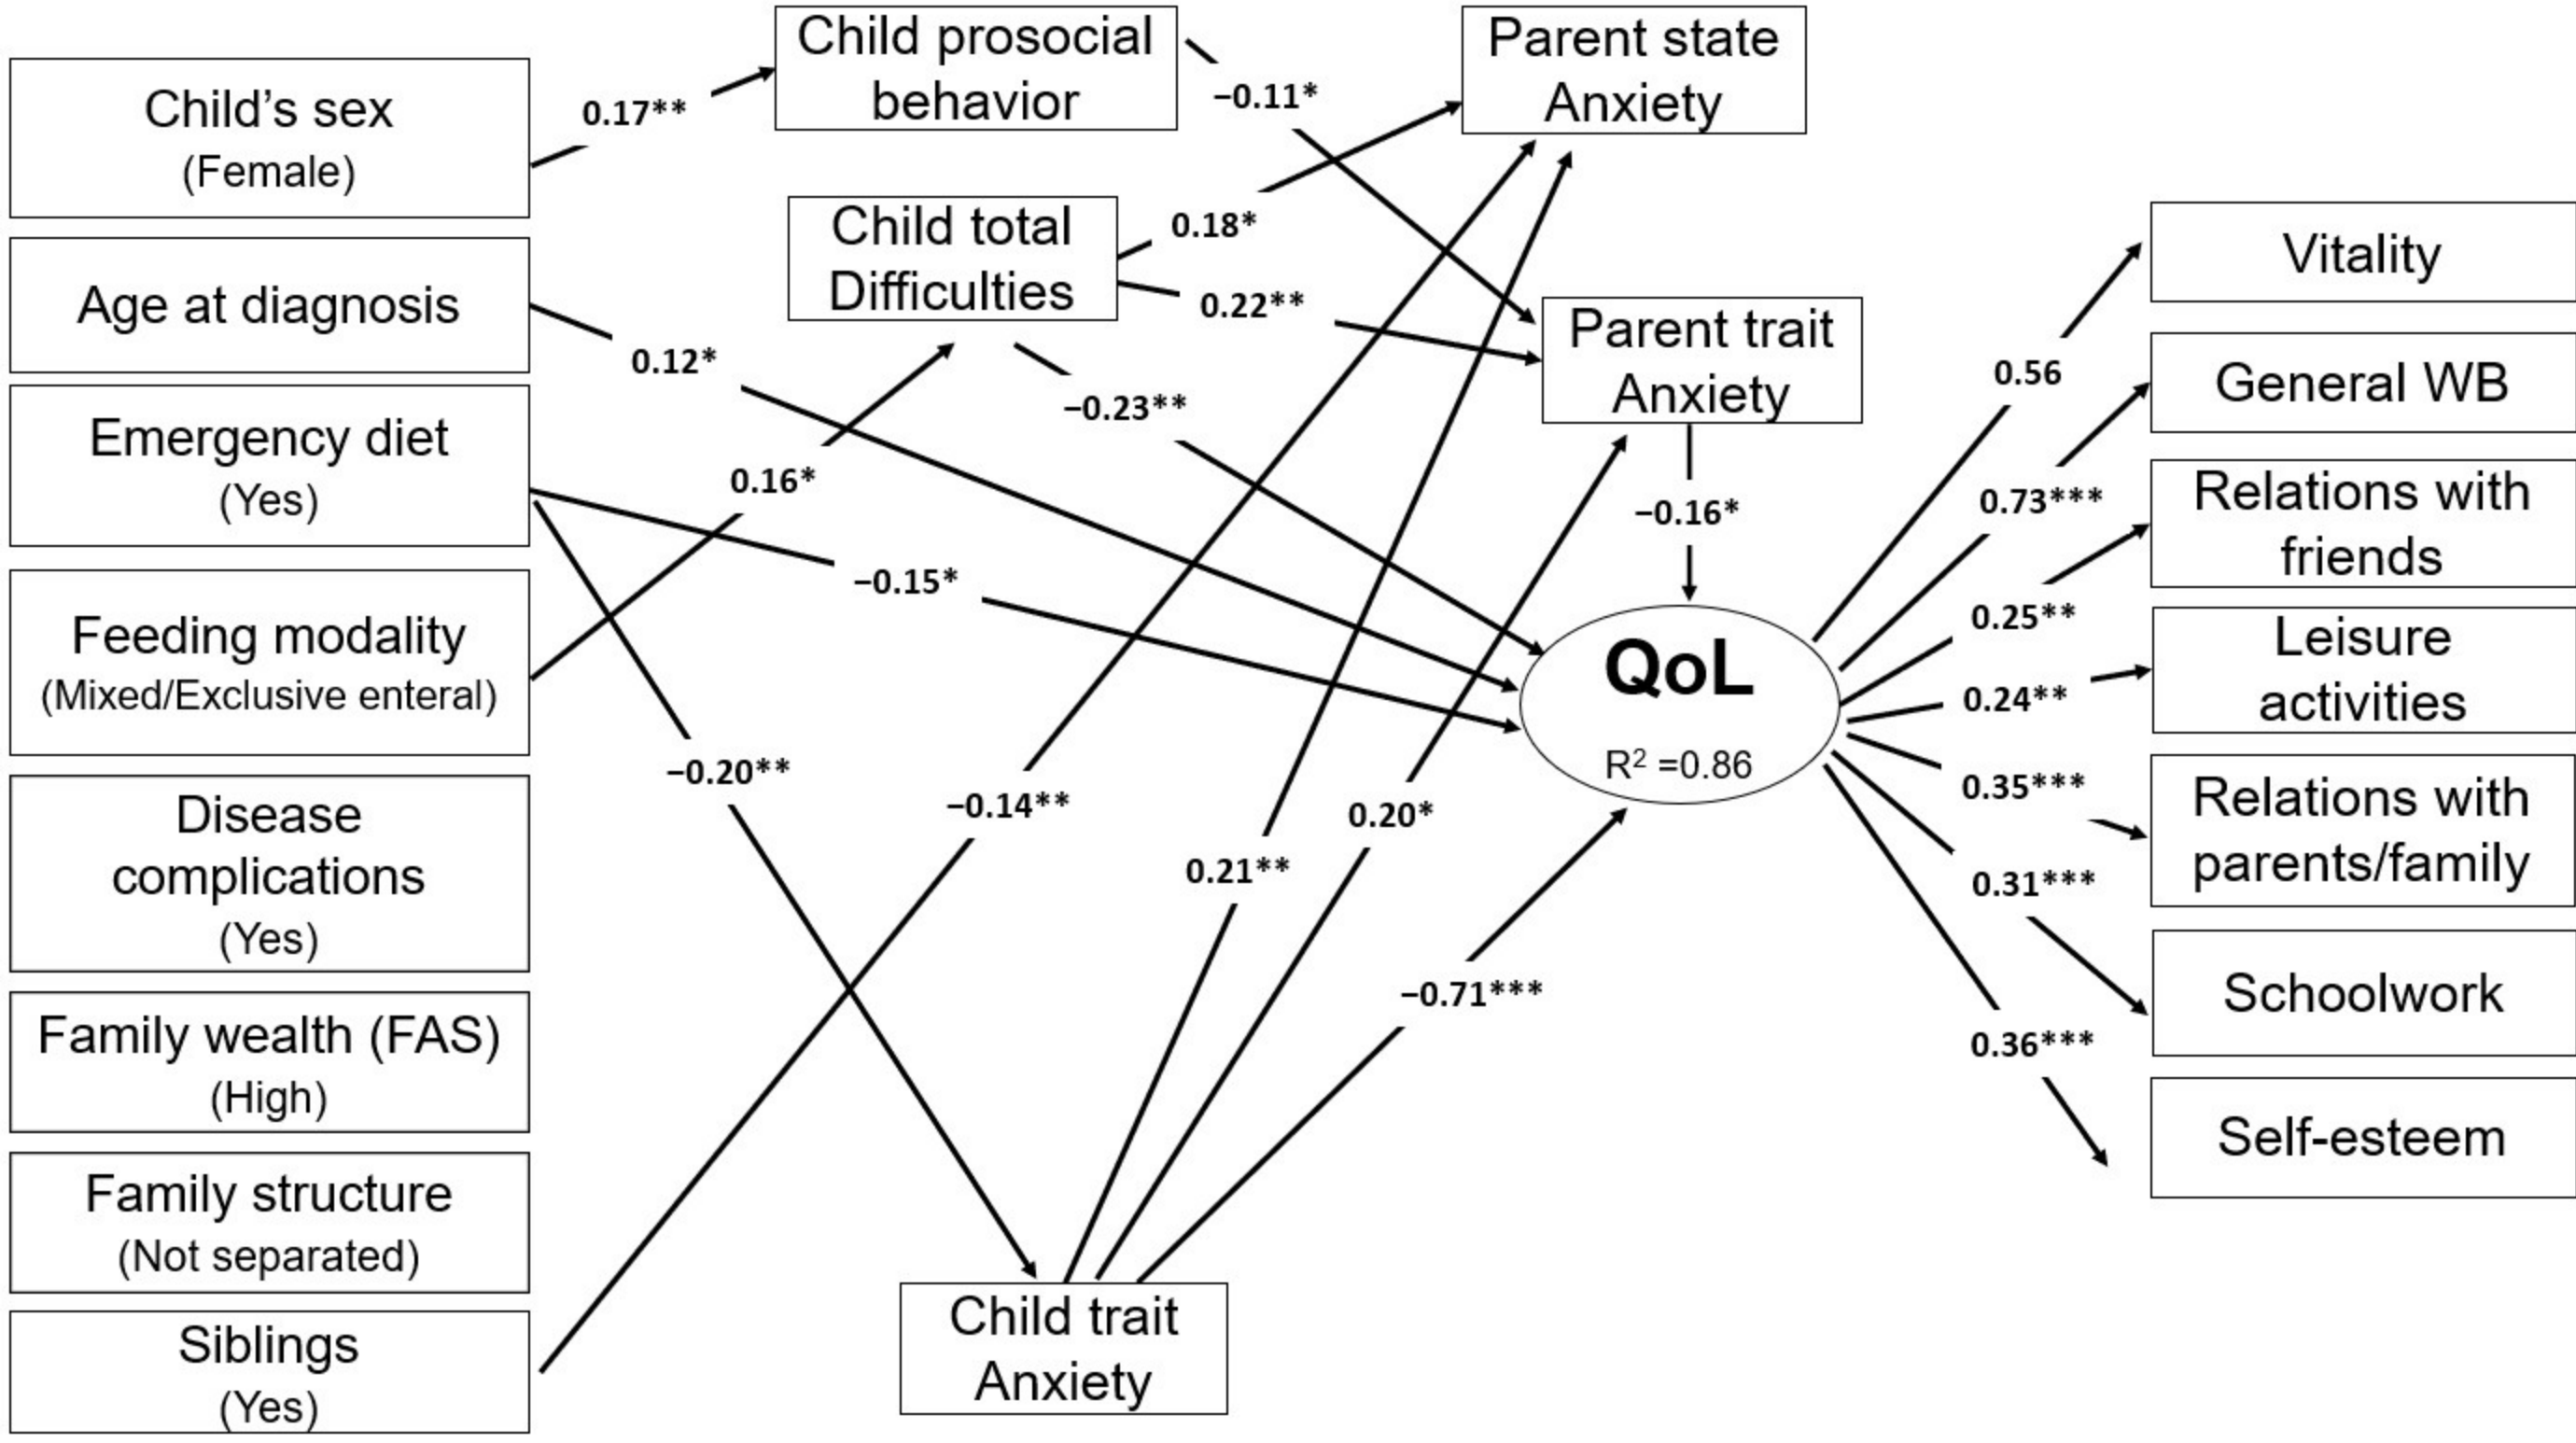 Child's sex
(Female)
Age at diagnosis
Emergency diet
(Yes)
Feeding modality
(Mixed/Exclusive enteral)
Disease
complications
(Yes)
Family wealth (FAS)
(High)
Family structure
(Not separated)
Siblings
(Yes)
0.17**
0.12*
0.16*
−0.15*
−0.20**
Child prosocial
behavior
Child total
Difficulties
−0.11*
0.18*
0.22**
−0.23**
−0.14**
0.21**
0.20*
−0.71***
Child trait
Anxiety
Parent state
Anxiety
Parent trait
Anxiety
−0.16*
QoL
R² =0.86
0.56
0.73***
0.25**
0.24**
0.35***
0.31***
0.36***
Vitality
General WB
Relations with
friends
Leisure
activities
Relations with
parents/family
Schoolwork
Self-esteem